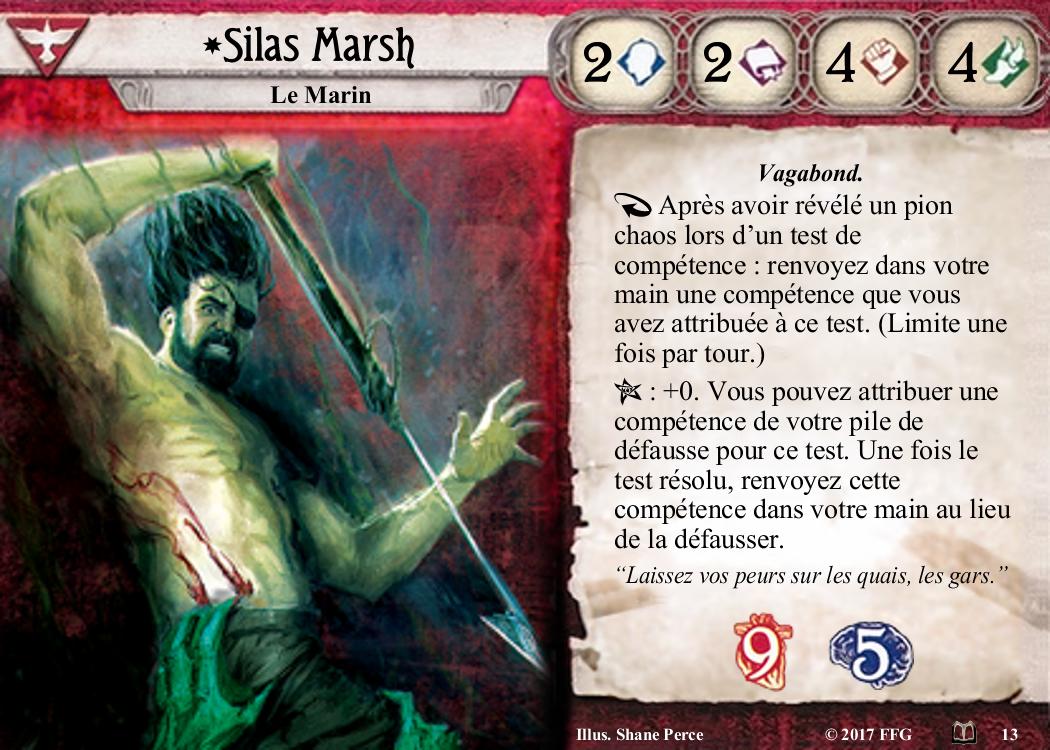 Silas Marsh
Le Marin
2 2 4 4
Vagabond.
Après avoir révélé un pion
chaos lors d’un test de
compétence : renvoyez dans votre
main une compétence que vous
avez attribuée à ce test. (Limite une
fois par tour.)
: +0. Vous pouvez attribuer une
compétence de votre pile de
défausse pour ce test. Une fois le
test résolu, renvoyez cette
compétence dans votre main au lieu
de la défausser.
“Laissez vos peurs sur les quais, les gars.”
9 5
Illus. Shane Perce © 2017 FFG 13